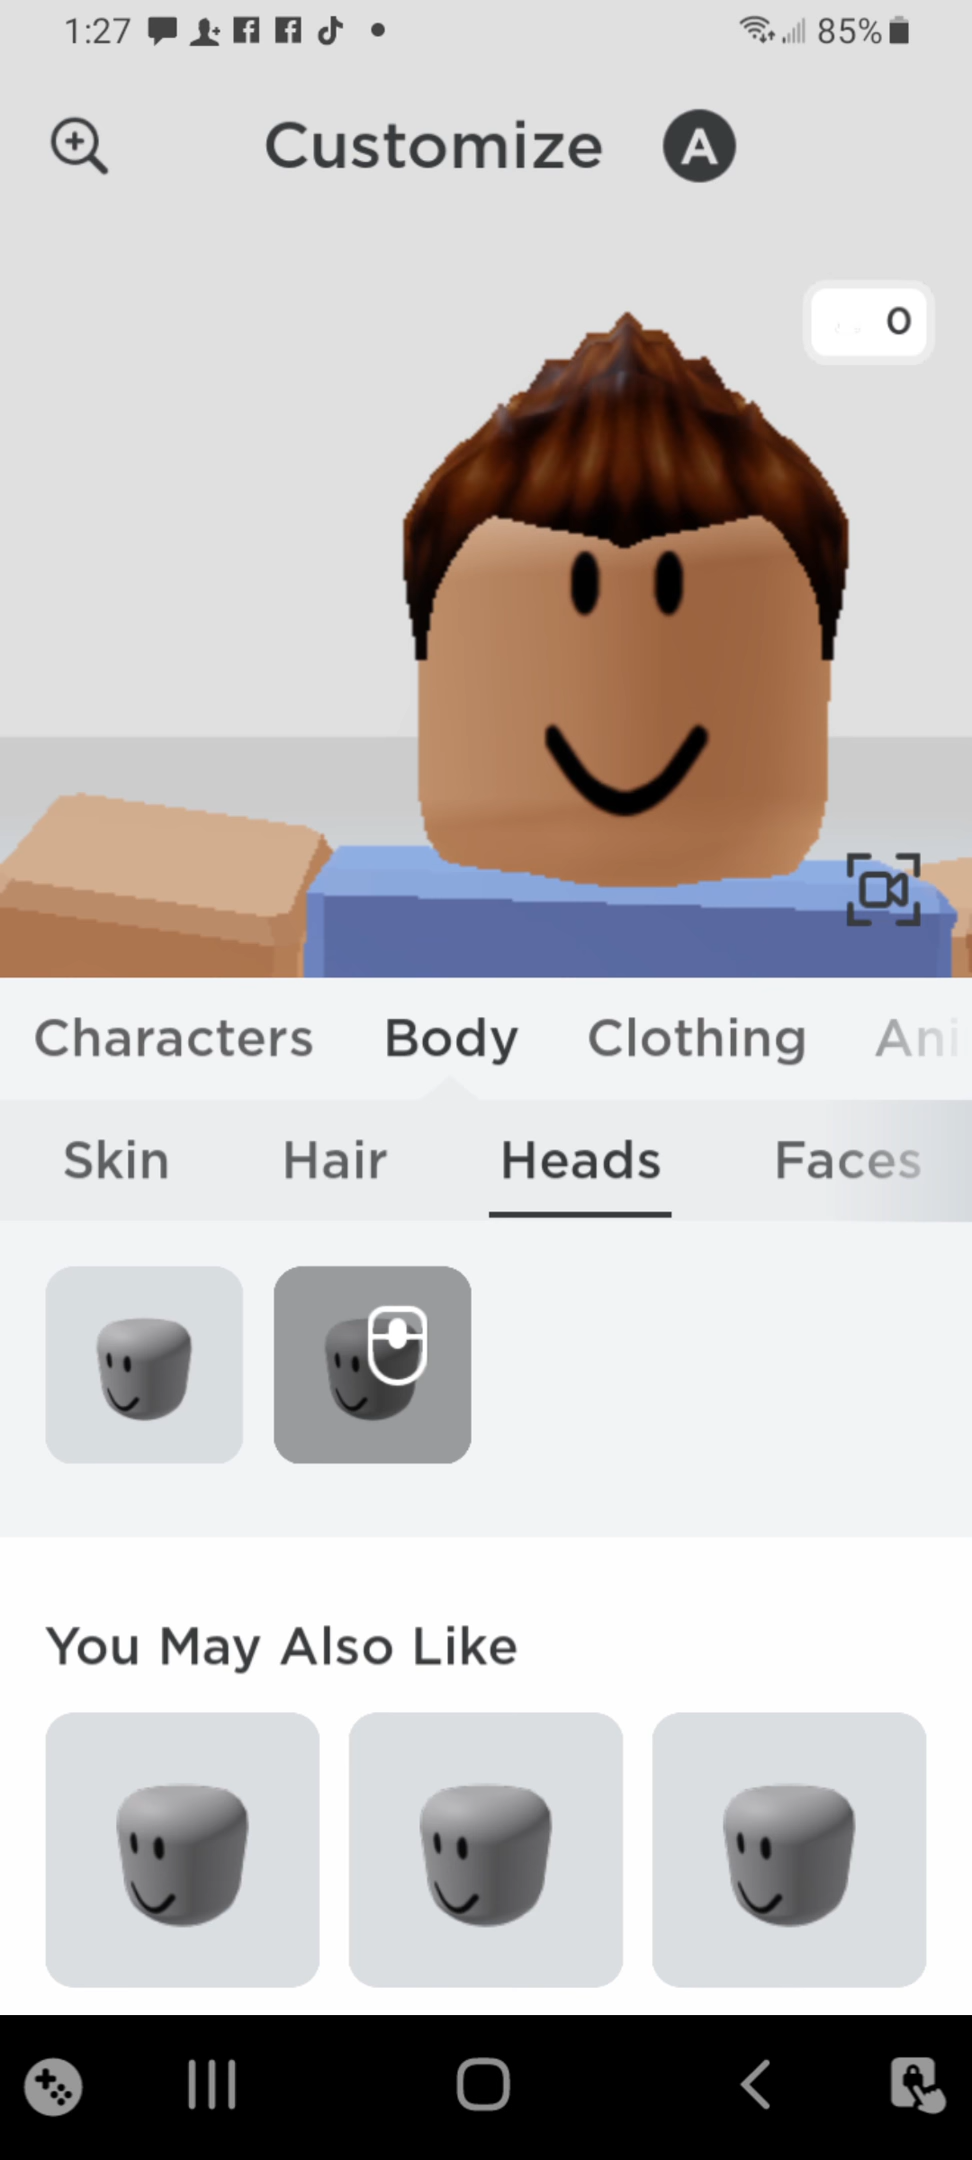 1:27
85%
Customize A
0
Characters Body Clothing Ani
Skin Hair Heads Faces
You May Also Like